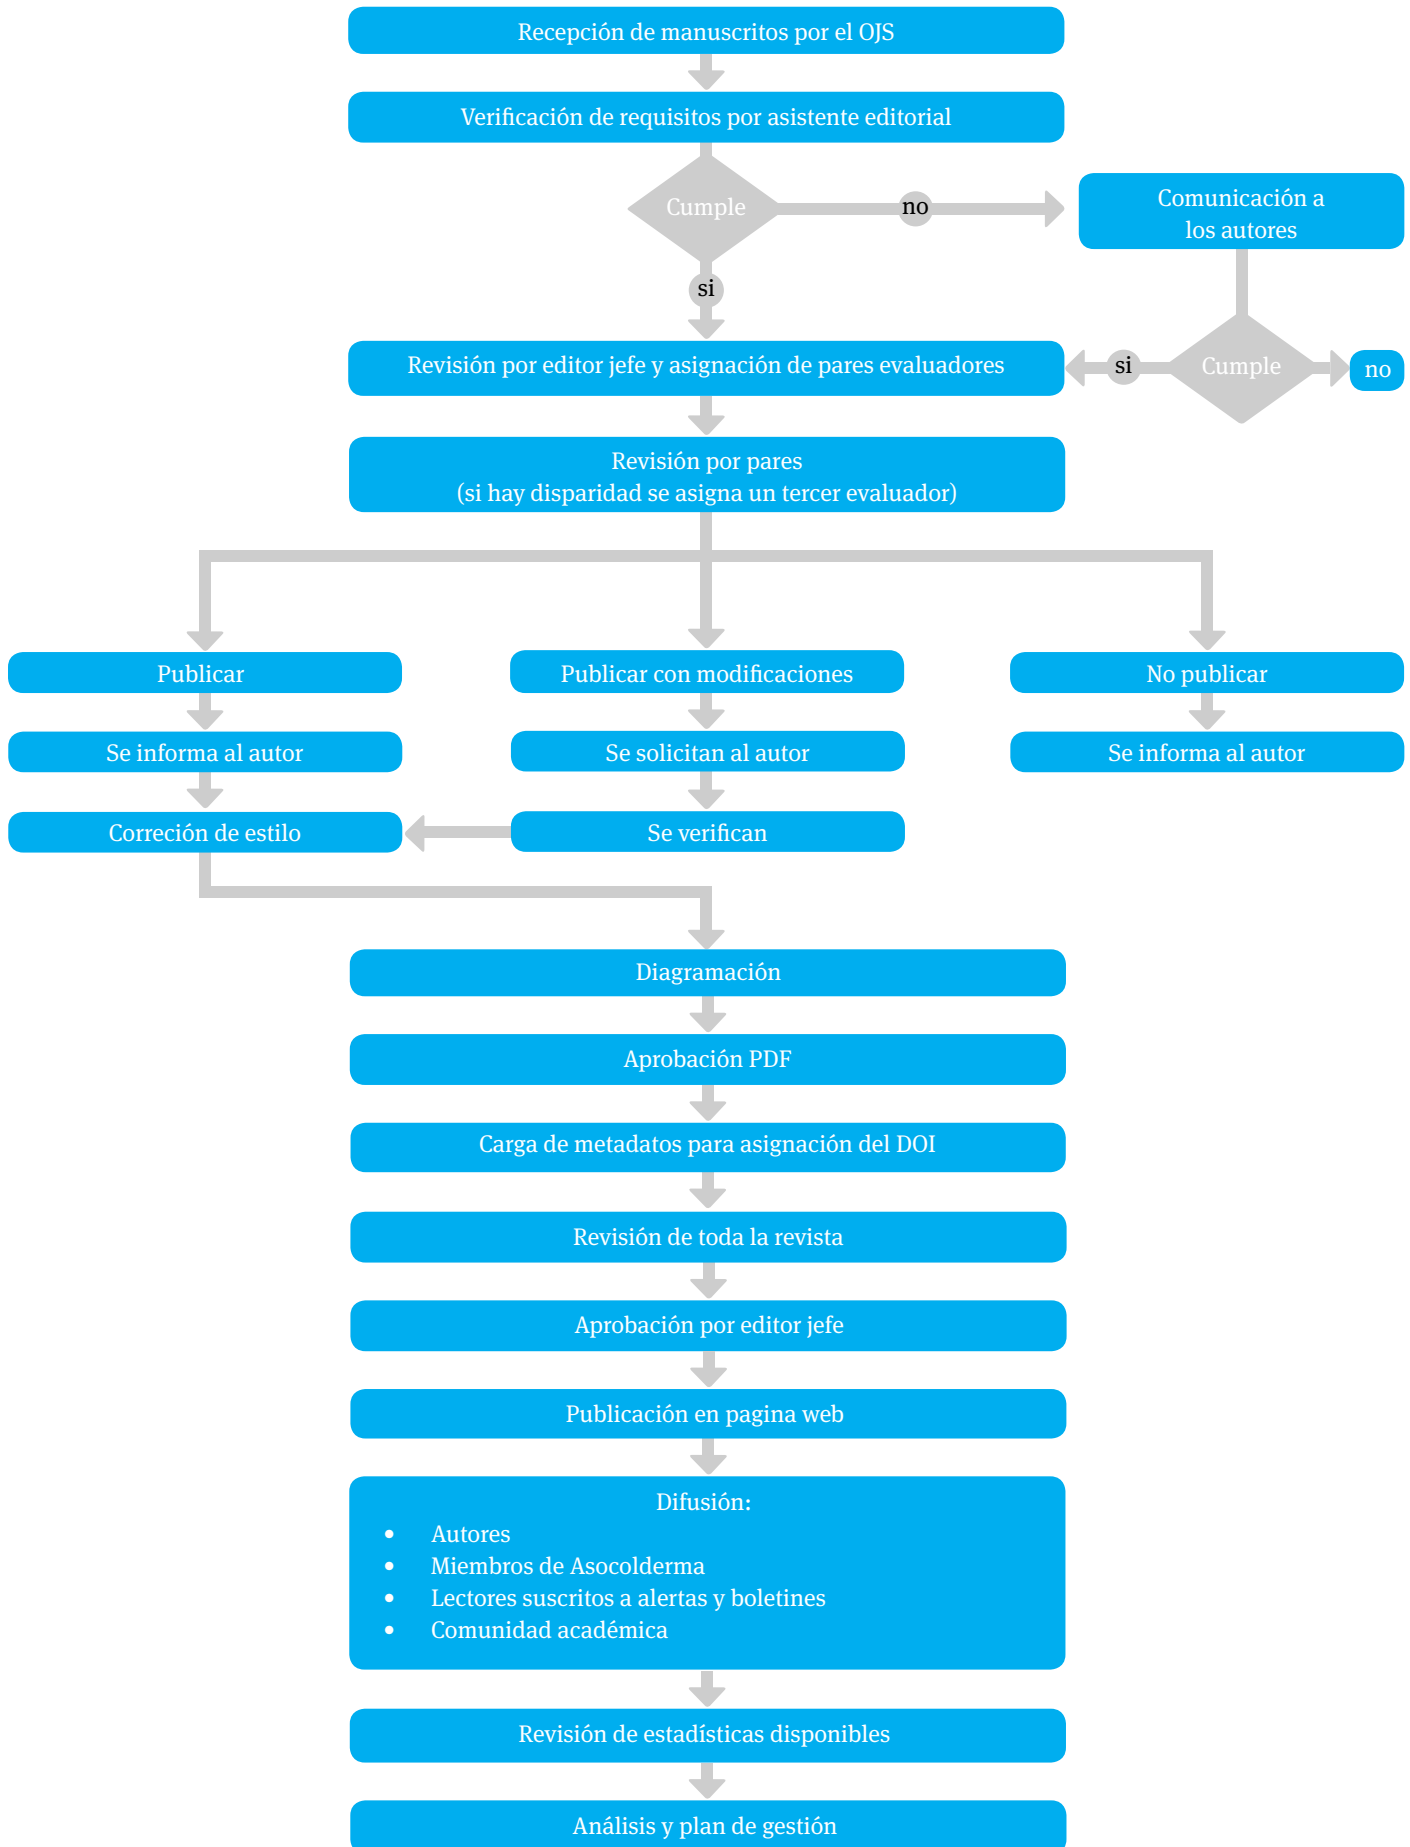 Recepción de manuscritos por el OJS
Verificación de requisitos por asistente editorial
Cumple
no
Comunicación a
los autores
si
Revisión por editor jefe y asignación de pares evaluadores
si
Cumple
no
Revisión por pares
(si hay disparidad se asigna un tercer evaluador)
Publicar
Publicar con modificaciones
No publicar
Se informa al autor
Se solicitan al autor
Se informa al autor
Correción de estilo
Se verifican
Diagramación
Aprobación PDF
Carga de metadatos para asignación del DOI
Revisión de toda la revista
Aprobación por editor jefe
Publicación en pagina web
Difusión:
• Autores
• Miembros de Asocolderma
• Lectores suscritos a alertas y boletines
• Comunidad académica
Revisión de estadísticas disponibles
Análisis y plan de gestión